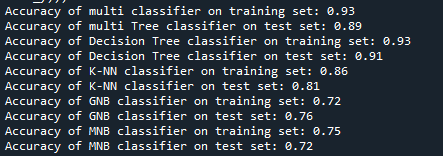 Accuracy of multi classifier on training set: 0.93
Accuracy of multi Tree classifier on test set: 0.89
Accuracy of Decision Tree classifier on training set: 0.93
Accuracy of Decision Tree classifier on test set: 0.91
Accuracy of K-NN classifier on training set: 0.86
Accuracy of K-NN classifier on test set: 0.81
Accuracy of GNB classifier on training set: 0.72
Accuracy of GNB classifier on test set: 0.76
Accuracy of MNB classifier on training set: 0.75
Accuracy of MNB classifier on test set: 0.72